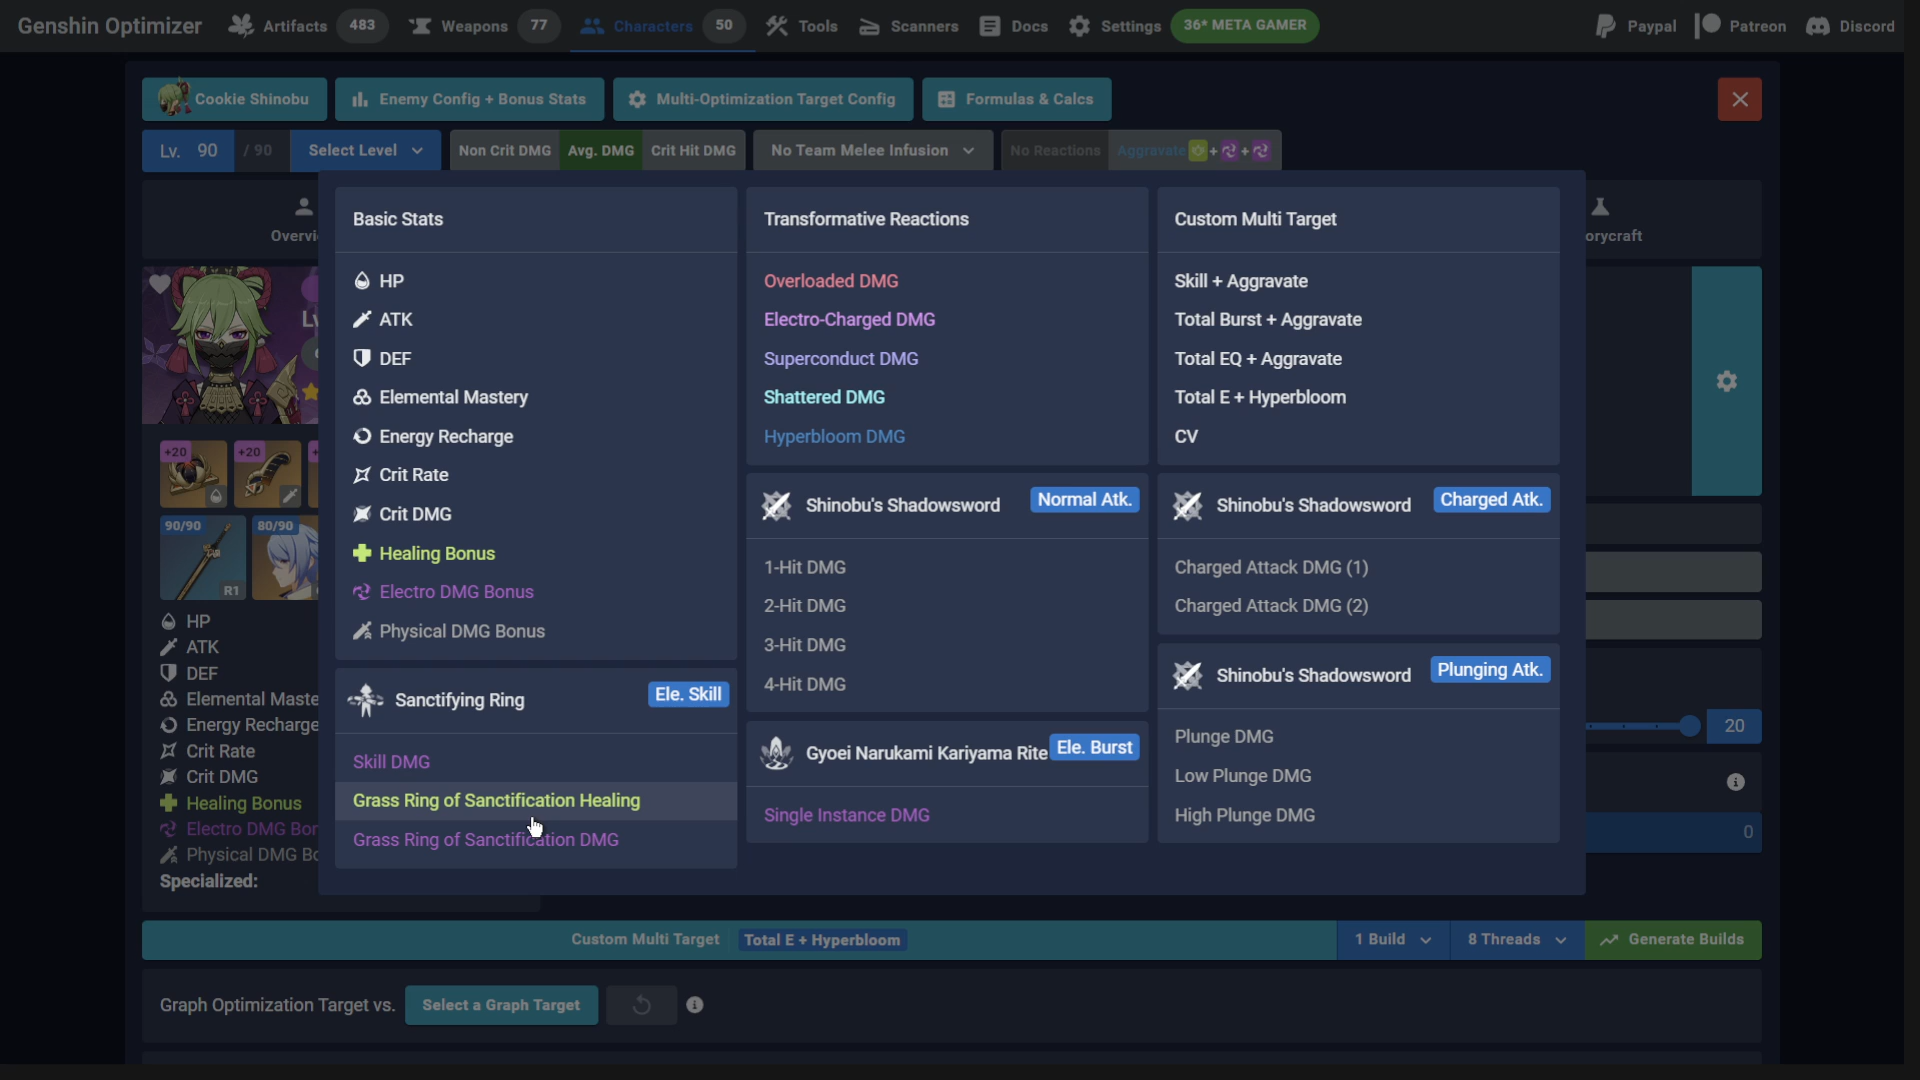 Genshin Optimizer Artifacts 483 Weapons 77 Characters 50 Tools Scanners Docs Settings 36* META GAMER Paypal Patreon Discord
Cookie Shinobu Enemy Config + Bonus Stats Multi-Optimization Target Config Formulas & Calcs
Lv. 90 / 90 Select Level Non Crit DMG Avg. DMG Crit Hit DMG No Team Melee Infusion No Reactions Aggravate + +
Overvi
orycraft
Basic Stats
HP
ATK
DEF
Elemental Mastery
Energy Recharge
Crit Rate
Crit DMG
Healing Bonus
Electro DMG Bonus
Physical DMG Bonus
Sanctifying Ring Ele. Skill
Skill DMG
Grass Ring of Sanctification Healing
Grass Ring of Sanctification DMG
Transformative Reactions
Overloaded DMG
Electro-Charged DMG
Superconduct DMG
Shattered DMG
Hyperbloom DMG
Shinobu's Shadowsword Normal Atk.
1-Hit DMG
2-Hit DMG
3-Hit DMG
4-Hit DMG
Gyoei Narukami Kariyama Rite Ele. Burst
Single Instance DMG
Custom Multi Target
Skill + Aggravate
Total Burst + Aggravate
Total EQ + Aggravate
Total E + Hyperbloom
CV
Shinobu's Shadowsword Charged Atk.
Charged Attack DMG (1)
Charged Attack DMG (2)
Shinobu's Shadowsword Plunging Atk.
Plunge DMG
Low Plunge DMG
High Plunge DMG
Lv
+20 +20
90/90 80/90
R1
HP
ATK
DEF
Elemental Maste
Energy Recharge
Crit Rate
Crit DMG
Healing Bonus
Electro DMG Bon
Physical DMG Bo
Specialized:
20
0
Custom Multi Target Total E + Hyperbloom 1 Build 8 Threads Generate Builds
Graph Optimization Target vs. Select a Graph Target